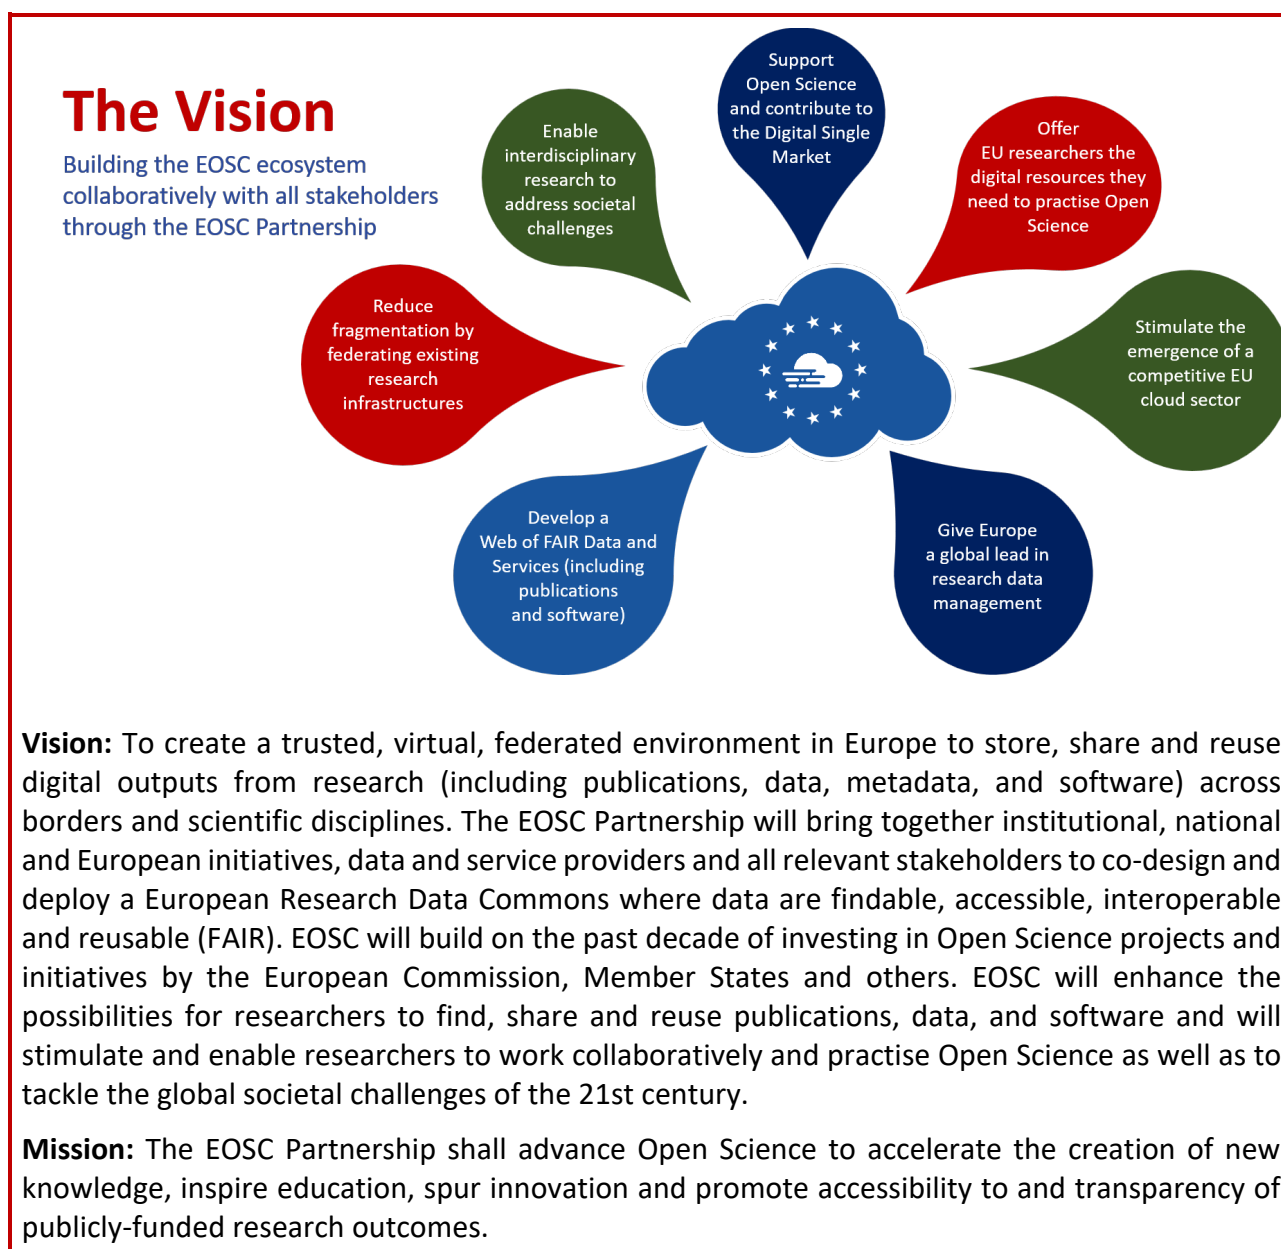 The Vision
Building the EOSC ecosystem
collaboratively with all stakeholders
through the EOSC Partnership
Support
Open Science
and contribute to
the Digital Single
Market
Enable
interdisciplinary
research to
address societal
challenges
Offer
EU researchers the
digital resources they
need to practise Open
Science
Reduce
fragmentation by
federating existing
research
infrastructures
Stimulate the
emergence of a
competitive EU
cloud sector
Develop a
Web of FAIR Data and
Services (including
publications
and software)
Give Europe
a global lead in
research data
management
Vision: To create a trusted, virtual, federated environment in Europe to store, share and reuse
digital outputs from research (including publications, data, metadata, and software) across
borders and scientific disciplines. The EOSC Partnership will bring together institutional, national
and European initiatives, data and service providers and all relevant stakeholders to co-design and
deploy a European Research Data Commons where data are findable, accessible, interoperable
and reusable (FAIR). EOSC will build on the past decade of investing in Open Science projects and
initiatives by the European Commission, Member States and others. EOSC will enhance the
possibilities for researchers to find, share and reuse publications, data, and software and will
stimulate and enable researchers to work collaboratively and practise Open Science as well as to
tackle the global societal challenges of the 21st century.
Mission: The EOSC Partnership shall advance Open Science to accelerate the creation of new
knowledge, inspire education, spur innovation and promote accessibility to and transparency of
publicly-funded research outcomes.